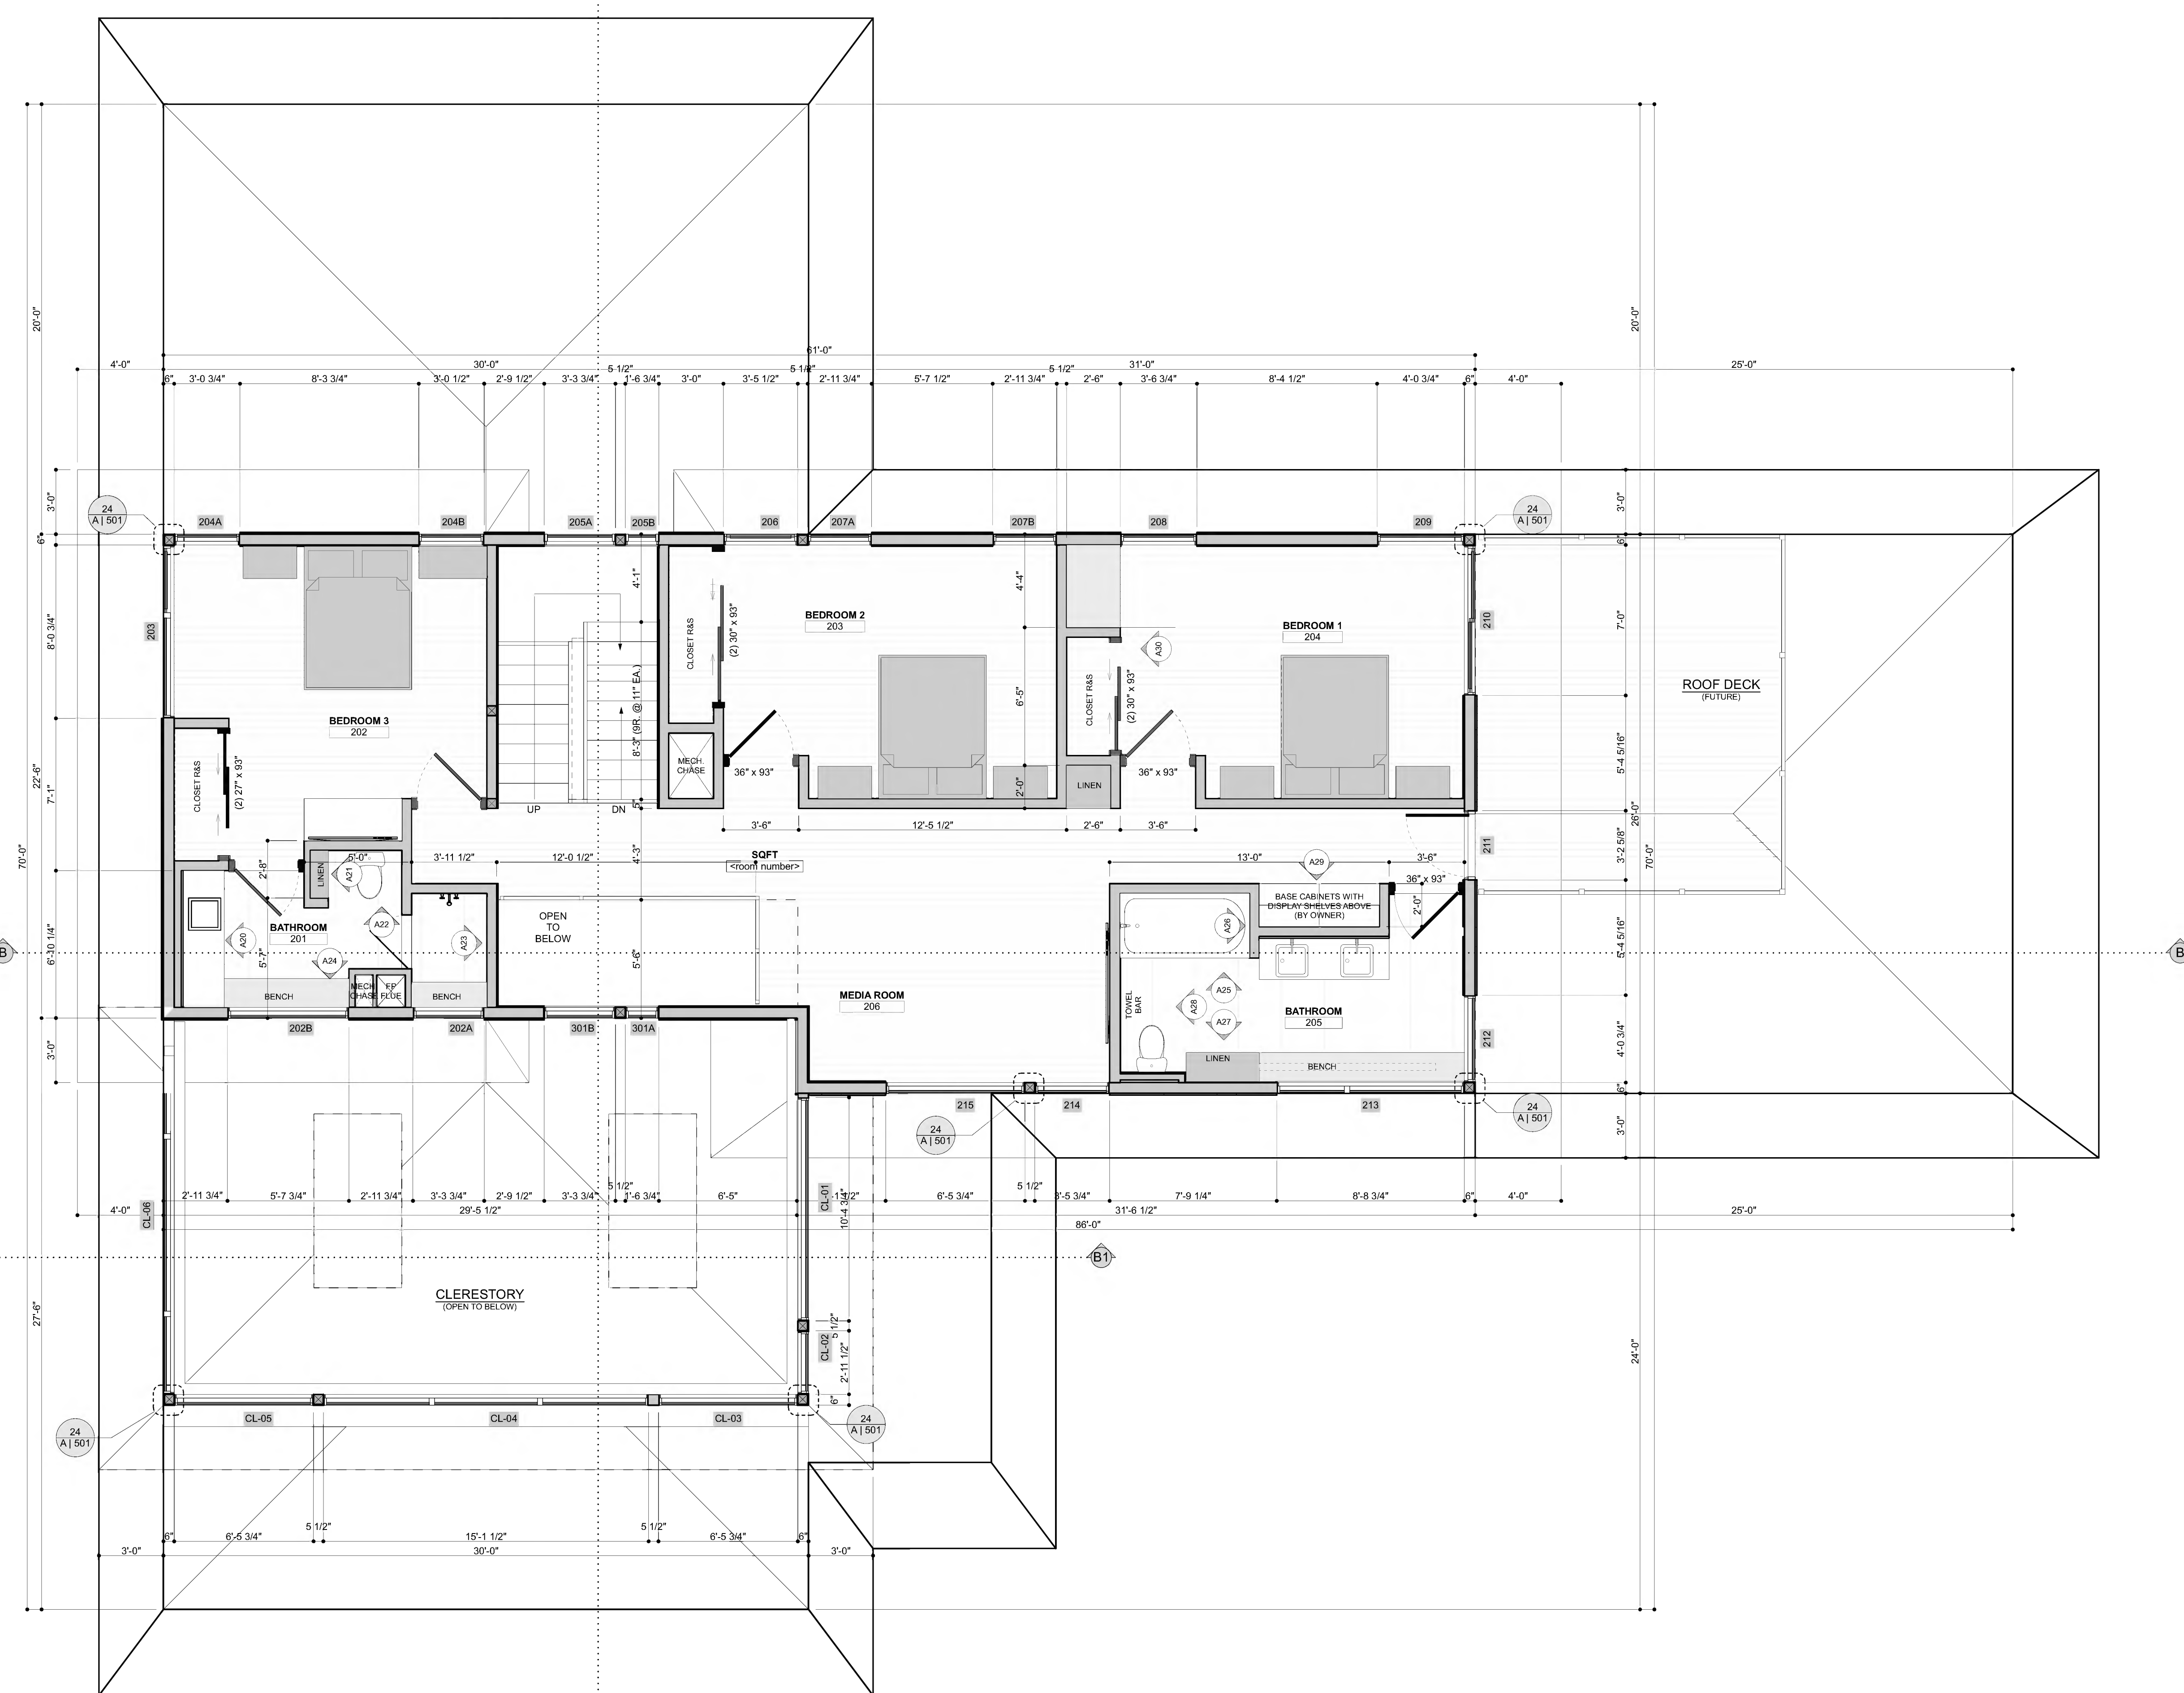 61'-0"
4'-0"
30'-0"
31'-0"
25'-0"
5 1/2"
5 1/2"
5 1/2"
6"
3'-0 3/4"
8'-3 3/4"
3'-0 1/2"
2'-9 1/2"
3'-3 3/4"
1'-6 3/4"
3'-0"
3'-5 1/2"
2'-11 3/4"
5'-7 1/2"
2'-11 3/4"
2'-6"
3'-6 3/4"
8'-4 1/2"
4'-0 3/4"
6"
4'-0"
20'-0"
20'-0"
24
A | 501
204A
204B
205A
205B
206
207A
207B
208
209
24
A | 501
3'-0"
6"
8'-0 3/4"
7'-1"
6'-10 1/4"
3'-0"
22'-6"
70'-0"
27'-6"
203
BEDROOM 3
202
CLOSET R&S
(2) 27" x 93"
4'-1"
8'-3" (9R. @ 11" EA.)
5"
4'-3"
5'-6"
UP
DN
CLOSET R&S
(2) 30" x 93"
MECH.
CHASE
BEDROOM 2
203
36" x 93"
4'-4"
6'-5"
2'-0"
CLOSET R&S
(2) 30" x 93"
A30
LINEN
36" x 93"
BEDROOM 1
204
210
211
212
ROOF DECK
(FUTURE)
3'-0"
6"
7'-0"
5'-4 5/16"
3'-2 5/8"
5'-4 5/16"
4'-0 3/4"
6"
3'-0"
26'-0"
70'-0"
24'-0"
3'-6"
12'-5 1/2"
2'-6"
3'-6"
5'-0"
3'-11 1/2"
12'-0 1/2"
SQFT
<room number>
13'-0"
A29
3'-6"
36" x 93"
2'-0"
2'-8"
LINEN
A21
BATHROOM
201
A22
A20
A24
A23
5'-7"
BENCH
MECH
CHASE
FP
FLUE
BENCH
OPEN
TO
BELOW
MEDIA ROOM
206
BASE CABINETS WITH
DISPLAY SHELVES ABOVE
(BY OWNER)
A26
A25
A28
A27
TOWEL
BAR
BATHROOM
205
LINEN
BENCH
B
B
202B
202A
301B
301A
215
214
213
24
A | 501
24
A | 501
5 1/2"
5 1/2"
2'-11 3/4"
5'-7 3/4"
2'-11 3/4"
3'-3 3/4"
2'-9 1/2"
3'-3 3/4"
1'-6 3/4"
6'-5"
6'-5 3/4"
3'-5 3/4"
7'-9 1/4"
8'-8 3/4"
6"
4'-0"
4'-0"
29'-5 1/2"
31'-6 1/2"
25'-0"
86'-0"
CL-06
CL-01
10'-4 3/4"
5 1/2"
CL-02
2'-11 1/2"
6"
B1
CLERESTORY
(OPEN TO BELOW)
CL-05
CL-04
CL-03
24
A | 501
24
A | 501
5 1/2"
5 1/2"
6"
6'-5 3/4"
15'-1 1/2"
6'-5 3/4"
6"
3'-0"
30'-0"
3'-0"